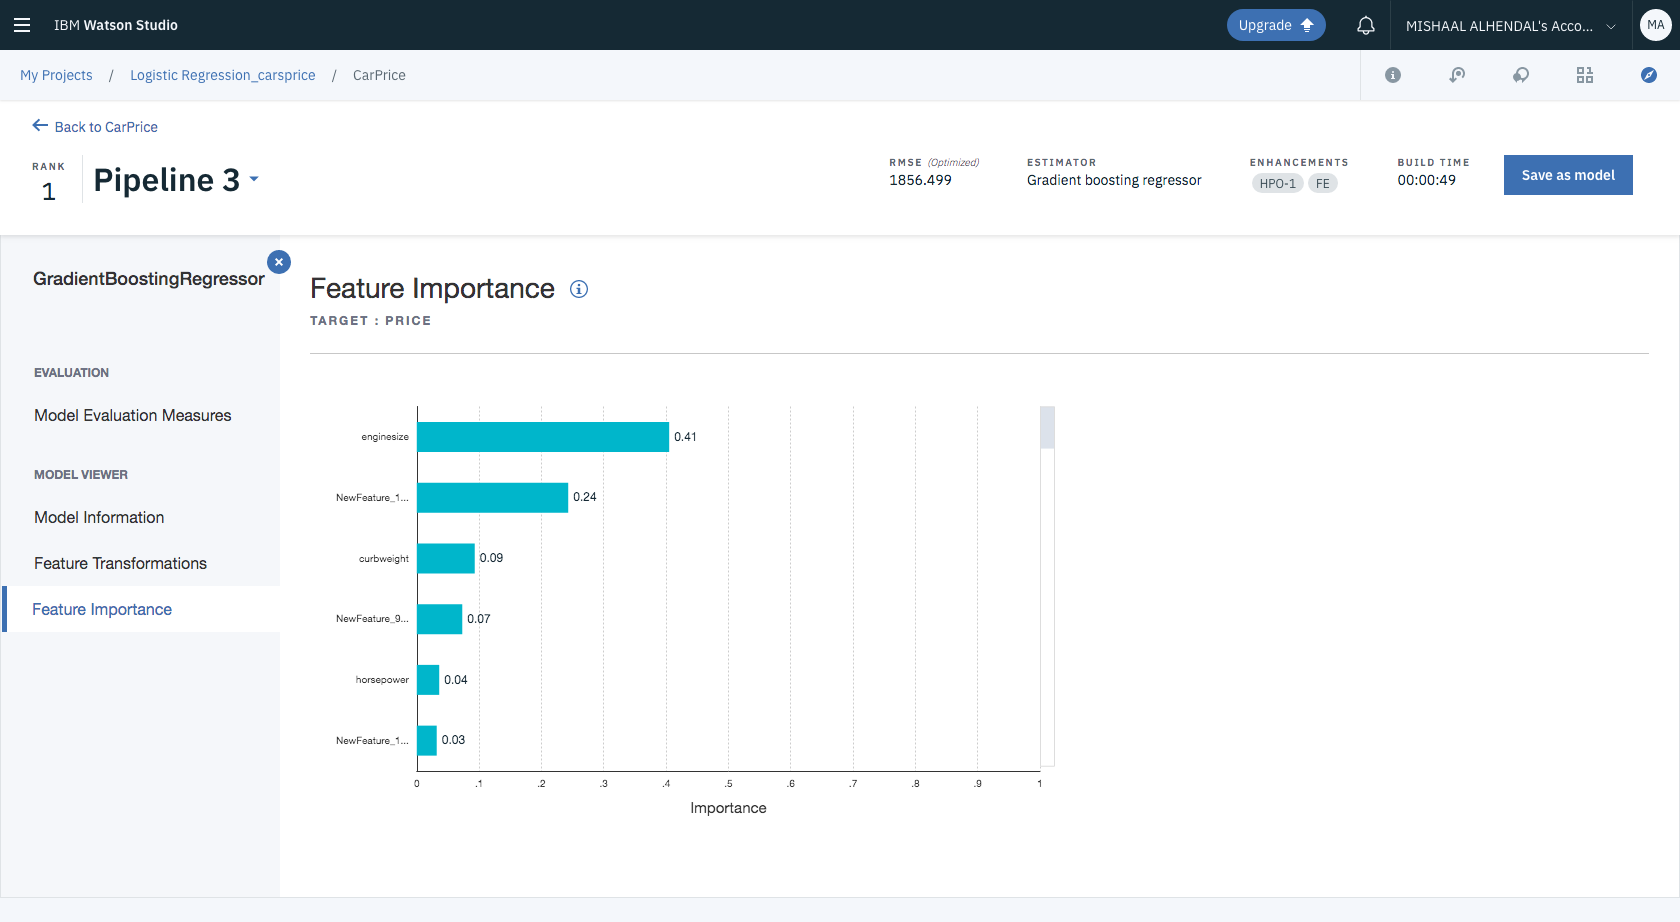 IBM Watson Studio
Upgrade
MISHAAL ALHENDAL's Acco...
MA
My Projects / Logistic Regression_carsprice / CarPrice
Back to CarPrice
RANK
1
Pipeline 3
RMSE (Optimized)
1856.499
ESTIMATOR
Gradient boosting regressor
ENHANCEMENTS
HPO-1 FE
BUILD TIME
00:00:49
Save as model
GradientBoostingRegressor
EVALUATION
Model Evaluation Measures
MODEL VIEWER
Model Information
Feature Transformations
Feature Importance
Feature Importance
TARGET : PRICE
enginesize 0.41
NewFeature_1... 0.24
curbweight 0.09
NewFeature_9... 0.07
horsepower 0.04
NewFeature_1... 0.03
0 .1 .2 .3 .4 .5 .6 .7 .8 .9 1
Importance